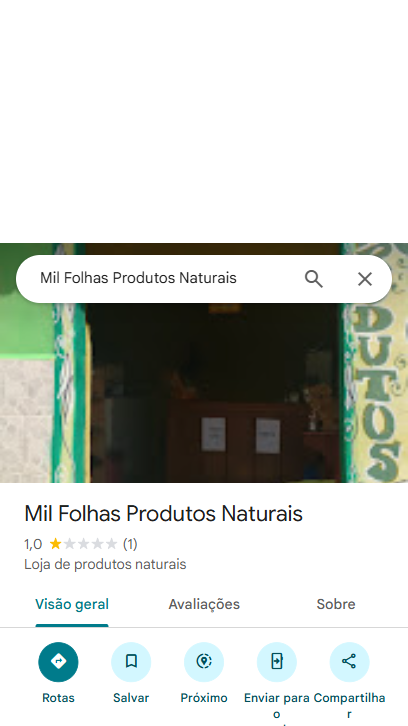 Mil Folhas Produtos Naturais
DUTOS
Mil Folhas Produtos Naturais
1,0 (1)
Loja de produtos naturais
Visão geral Avaliações Sobre
Rotas Salvar Próximo Enviar para o Compartilhar